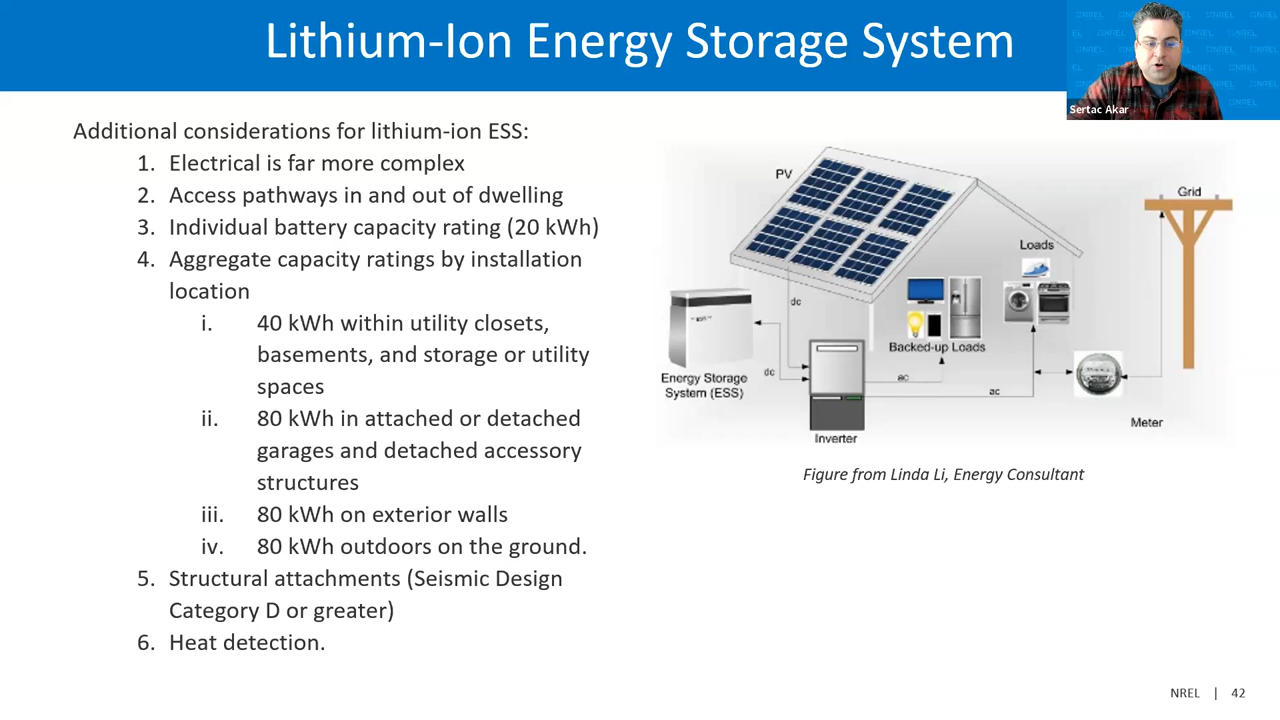 Lithium-Ion Energy Storage System
Sertac Akar
Additional considerations for lithium-ion ESS:
1. Electrical is far more complex
2. Access pathways in and out of dwelling
3. Individual battery capacity rating (20 kWh)
4. Aggregate capacity ratings by installation
location
i. 40 kWh within utility closets,
basements, and storage or utility
spaces
ii. 80 kWh in attached or detached
garages and detached accessory
structures
iii. 80 kWh on exterior walls
iv. 80 kWh outdoors on the ground.
5. Structural attachments (Seismic Design
Category D or greater)
6. Heat detection.
PV
Grid
Loads
dc
Backed-up Loads
Energy Storage
System (ESS)
dc
ac
ac
Inverter
Meter
Figure from Linda Li, Energy Consultant
NREL | 42